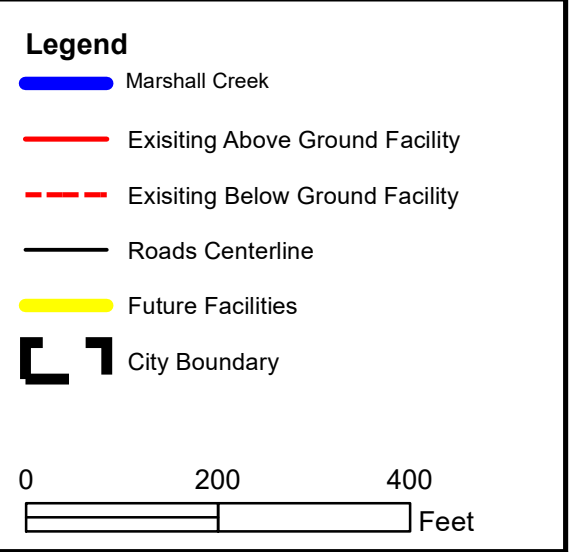 Legend
Marshall Creek
Exisiting Above Ground Facility
Exisiting Below Ground Facility
Roads Centerline
Future Facilities
City Boundary
0 200 400
Feet